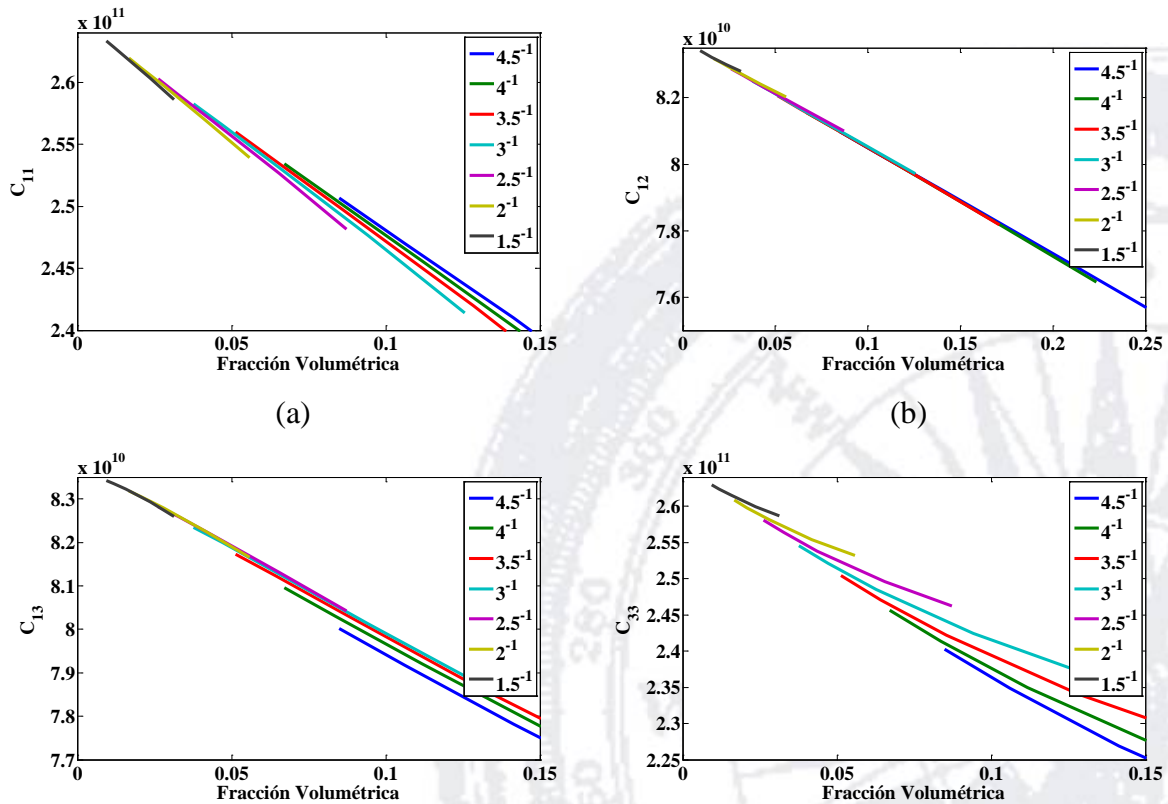 x 10^11
2.6
2.55
2.5
2.45
2.4
C_11
0 0.05 0.1 0.15
Fracción Volumétrica
4.5^-1
4^-1
3.5^-1
3^-1
2.5^-1
2^-1
1.5^-1
(a)
x 10^10
8.2
8
7.8
7.6
C_12
0 0.05 0.1 0.15 0.2 0.25
Fracción Volumétrica
4.5^-1
4^-1
3.5^-1
3^-1
2.5^-1
2^-1
1.5^-1
(b)
x 10^10
8.3
8.2
8.1
8
7.9
7.8
7.7
C_13
0 0.05 0.1 0.15
Fracción Volumétrica
4.5^-1
4^-1
3.5^-1
3^-1
2.5^-1
2^-1
1.5^-1
x 10^11
2.6
2.55
2.5
2.45
2.4
2.35
2.3
2.25
C_33
0 0.05 0.1 0.15
Fracción Volumétrica
4.5^-1
4^-1
3.5^-1
3^-1
2.5^-1
2^-1
1.5^-1
NW
300
280